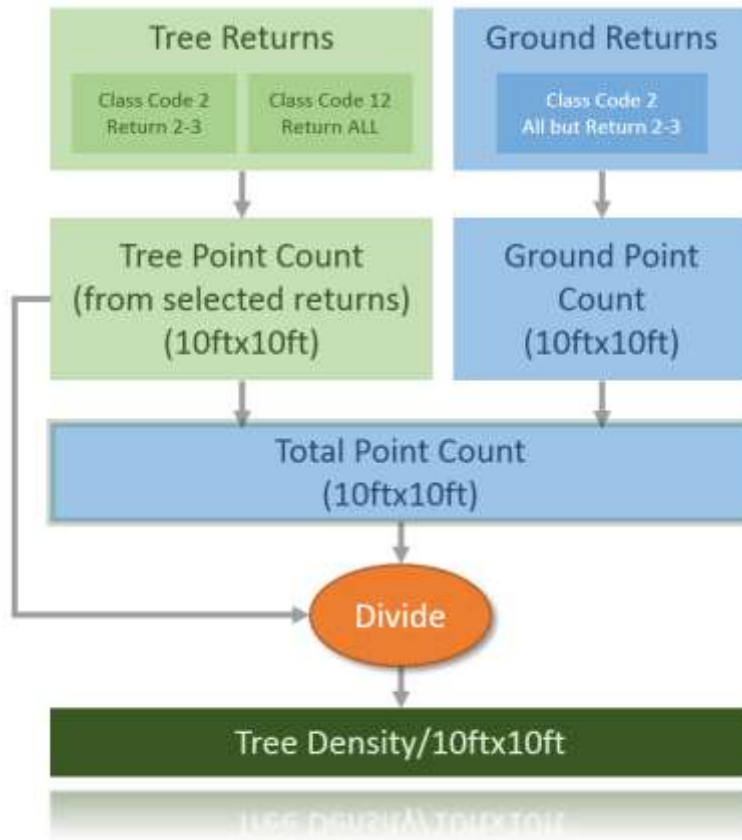 Tree Returns
Class Code 2
Return 2-3
Class Code 12
Return ALL
Ground Returns
Class Code 2
All but Return 2-3
Tree Point Count
(from selected returns)
(10ftx10ft)
Ground Point
Count
(10ftx10ft)
Total Point Count
(10ftx10ft)
Divide
Tree Density/10ftx10ft